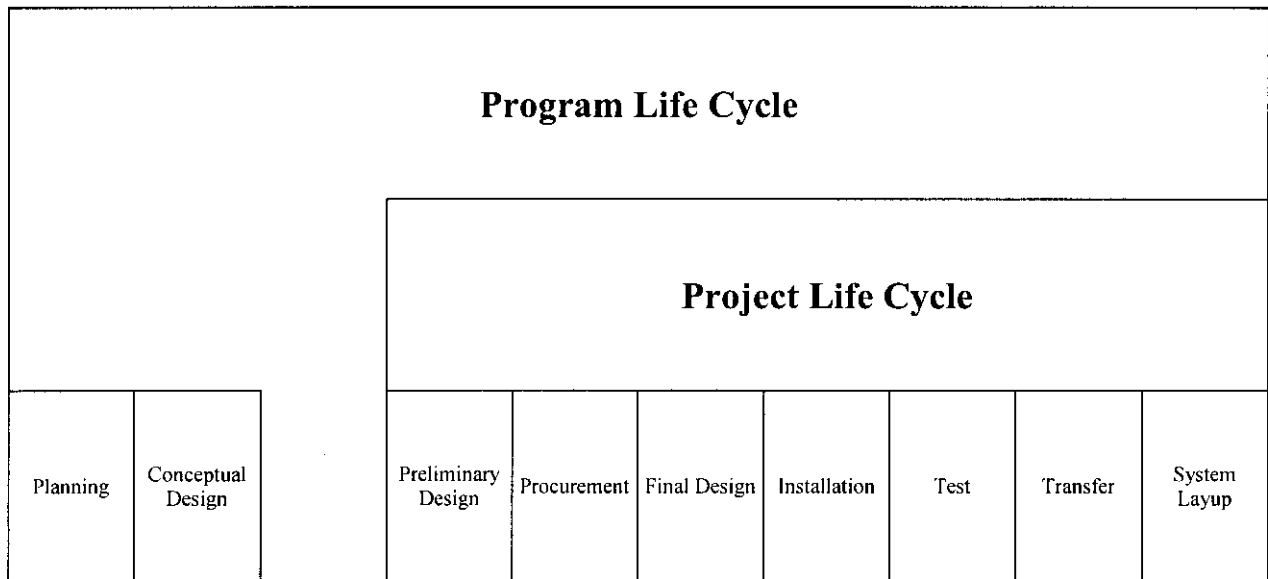 Program Life Cycle
Project Life Cycle
Planning
Conceptual
Design
Preliminary
Design
Procurement
Final Design
Installation
Test
Transfer
System
Layup